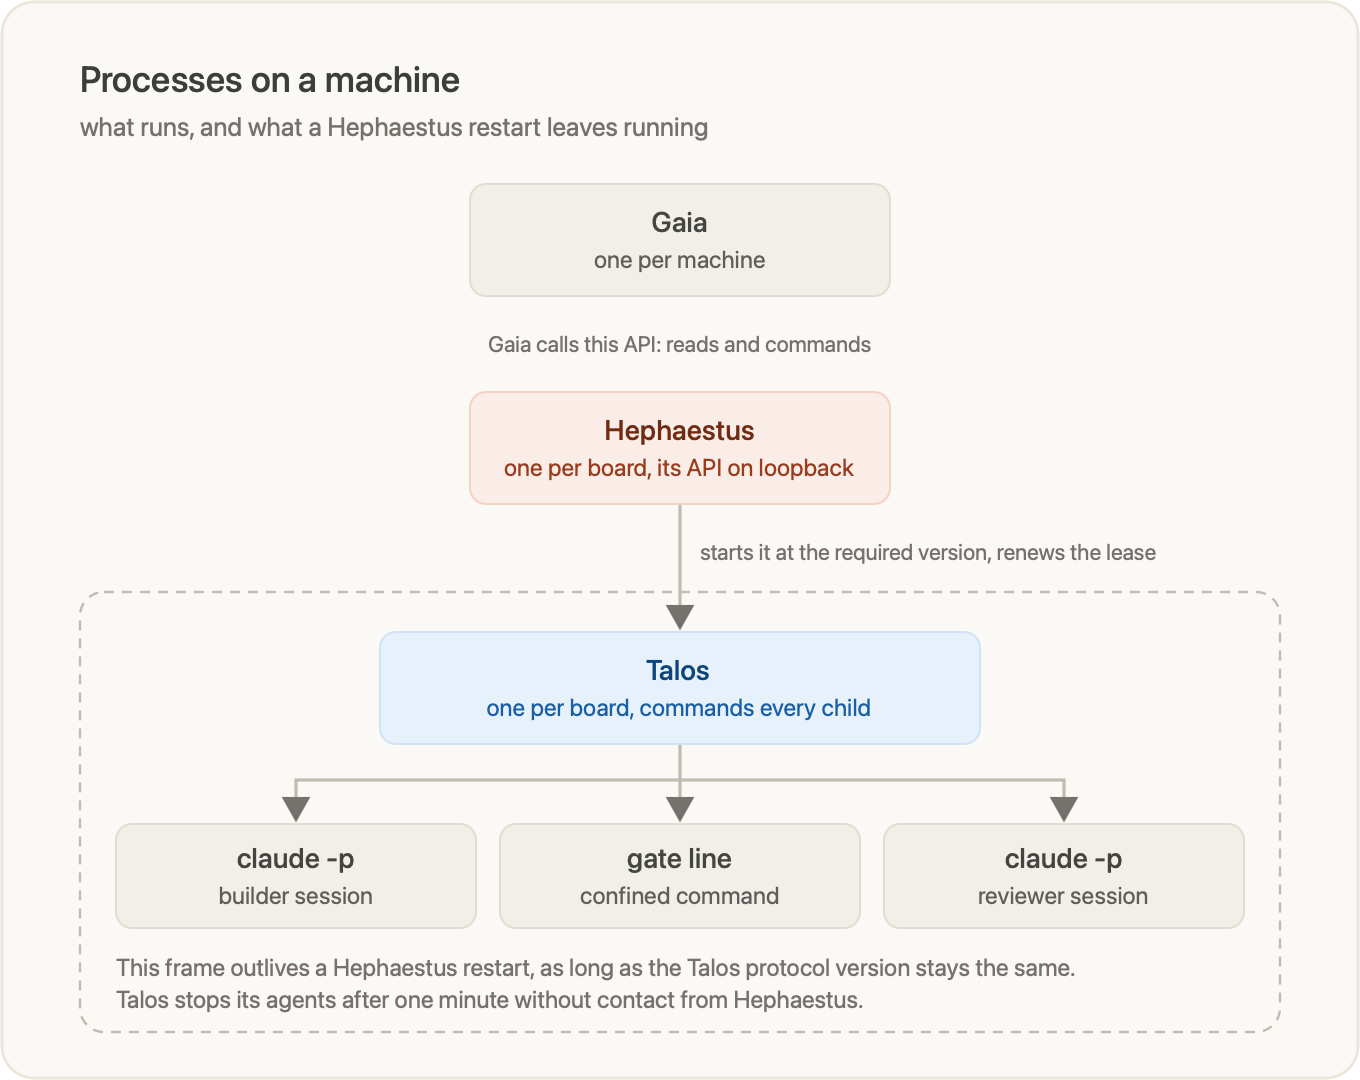 Processes on a machine
what runs, and what a Hephaestus restart leaves running
Gaia
one per machine
Gaia calls this API: reads and commands
Hephaestus
one per board, its API on loopback
starts it at the required version, renews the lease
Talos
one per board, commands every child
claude -p
builder session
gate line
confined command
claude -p
reviewer session
This frame outlives a Hephaestus restart, as long as the Talos protocol version stays the same.
Talos stops its agents after one minute without contact from Hephaestus.